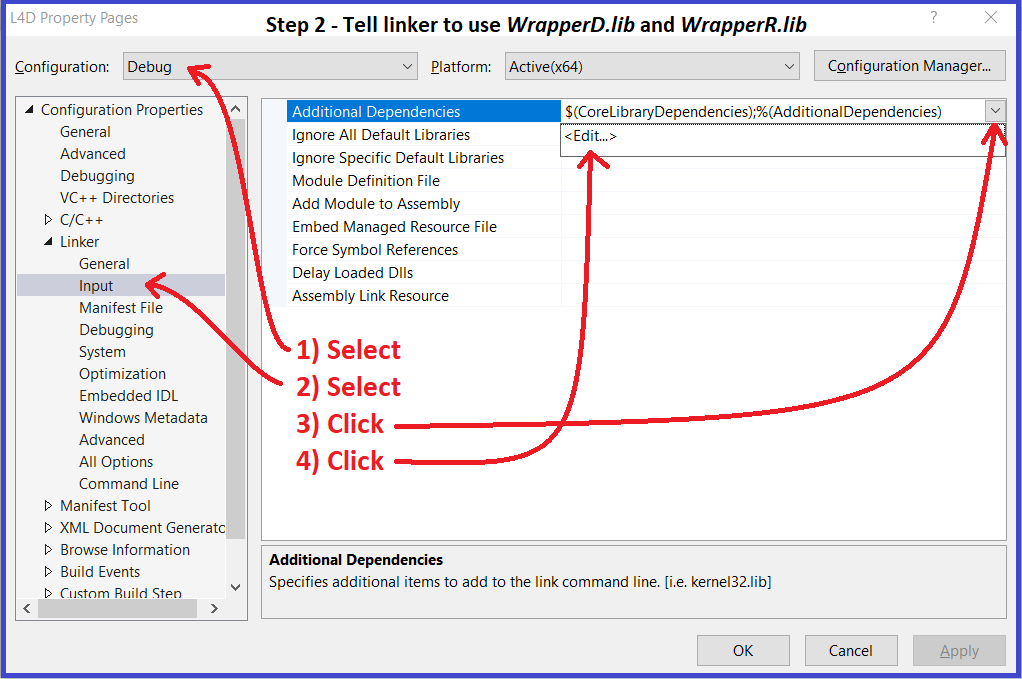 L4D Property Pages
Step 2 - Tell linker to use WrapperD.lib and WrapperR.lib
?
Configuration: Debug Platform: Active(x64) Configuration Manager...
Configuration Properties
General
Advanced
Debugging
VC++ Directories
C/C++
Linker
General
Input
Manifest File
Debugging
System
Optimization
Embedded IDL
Windows Metadata
Advanced
All Options
Command Line
Manifest Tool
XML Document Generato
Browse Information
Build Events
Custom Build Step
Additional Dependencies $(CoreLibraryDependencies);%(AdditionalDependencies)
Ignore All Default Libraries <Edit...>
Ignore Specific Default Libraries
Module Definition File
Add Module to Assembly
Embed Managed Resource File
Force Symbol References
Delay Loaded Dlls
Assembly Link Resource
1) Select
2) Select
3) Click
4) Click
Additional Dependencies
Specifies additional items to add to the link command line. [i.e. kernel32.lib]
OK Cancel Apply